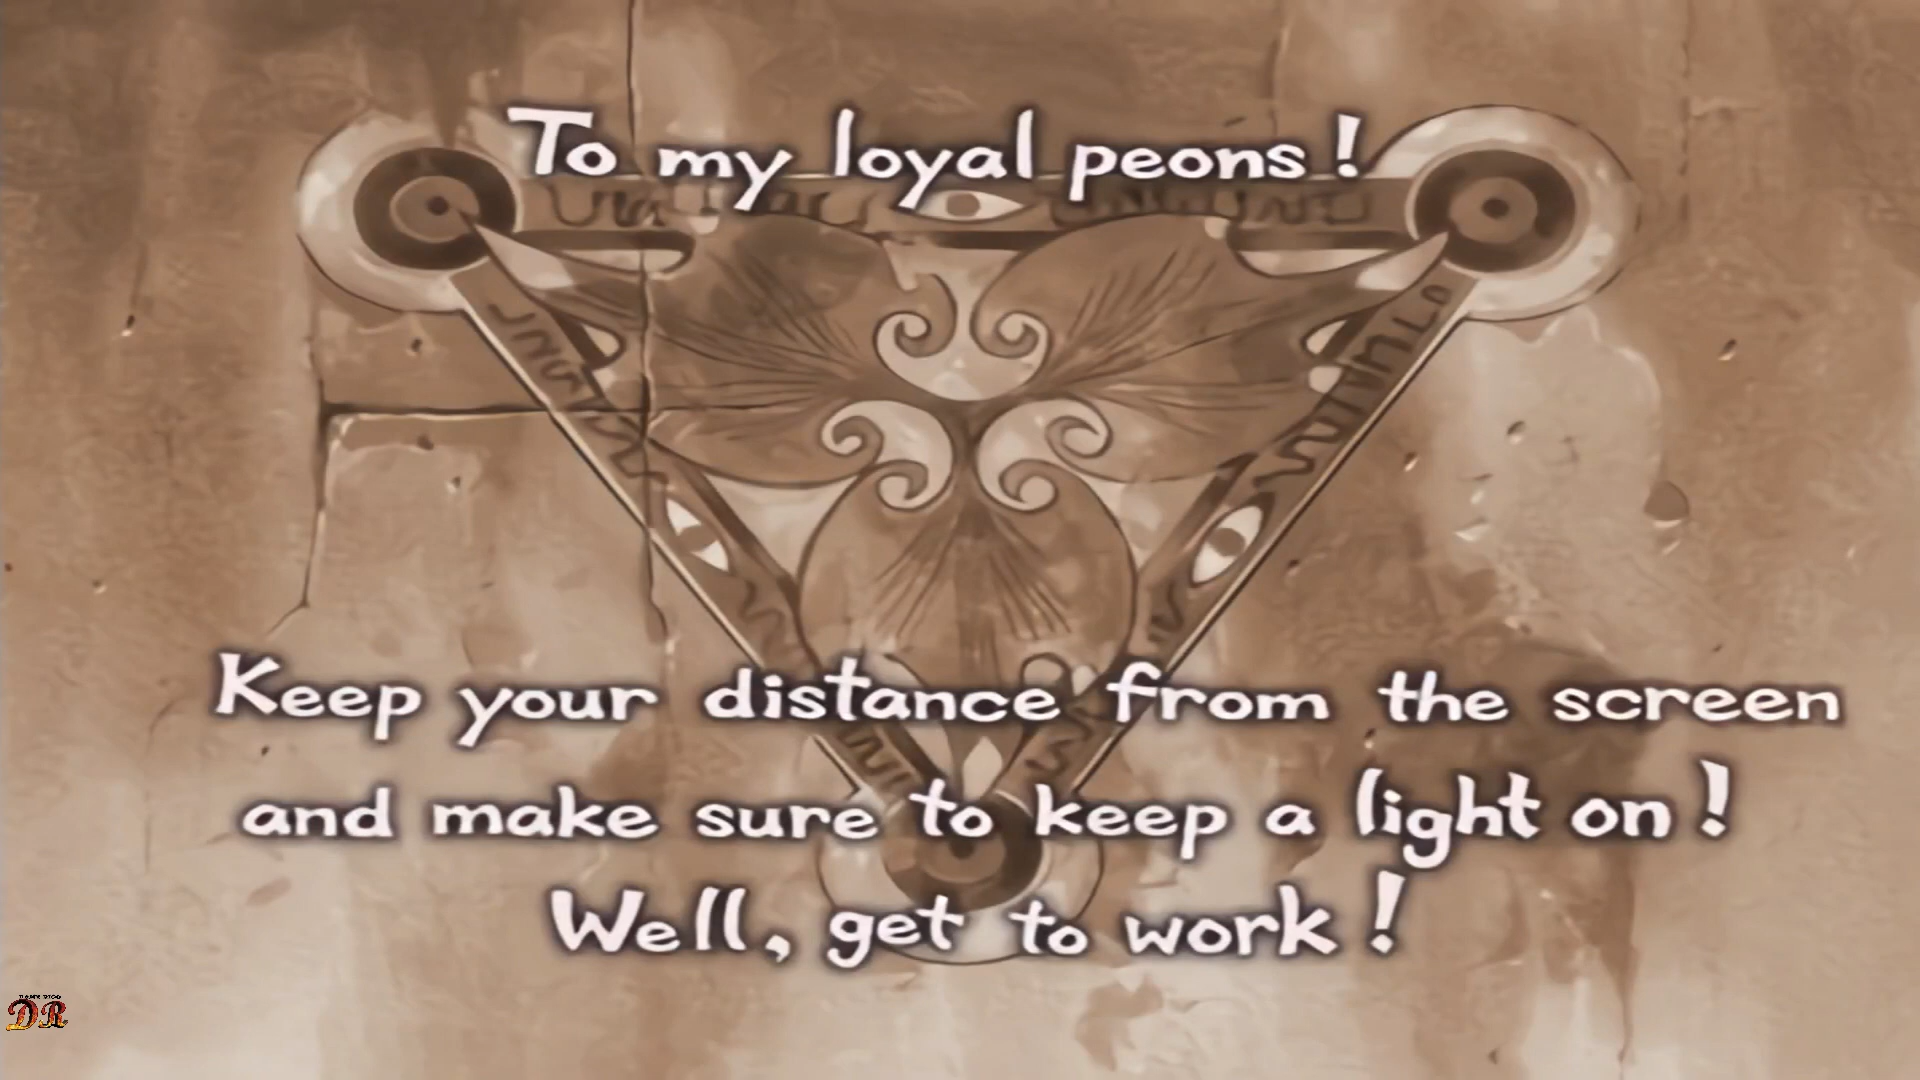 To my loyal peons!
Keep your distance from the screen
and make sure to keep a light on!
Well, get to work!
DR